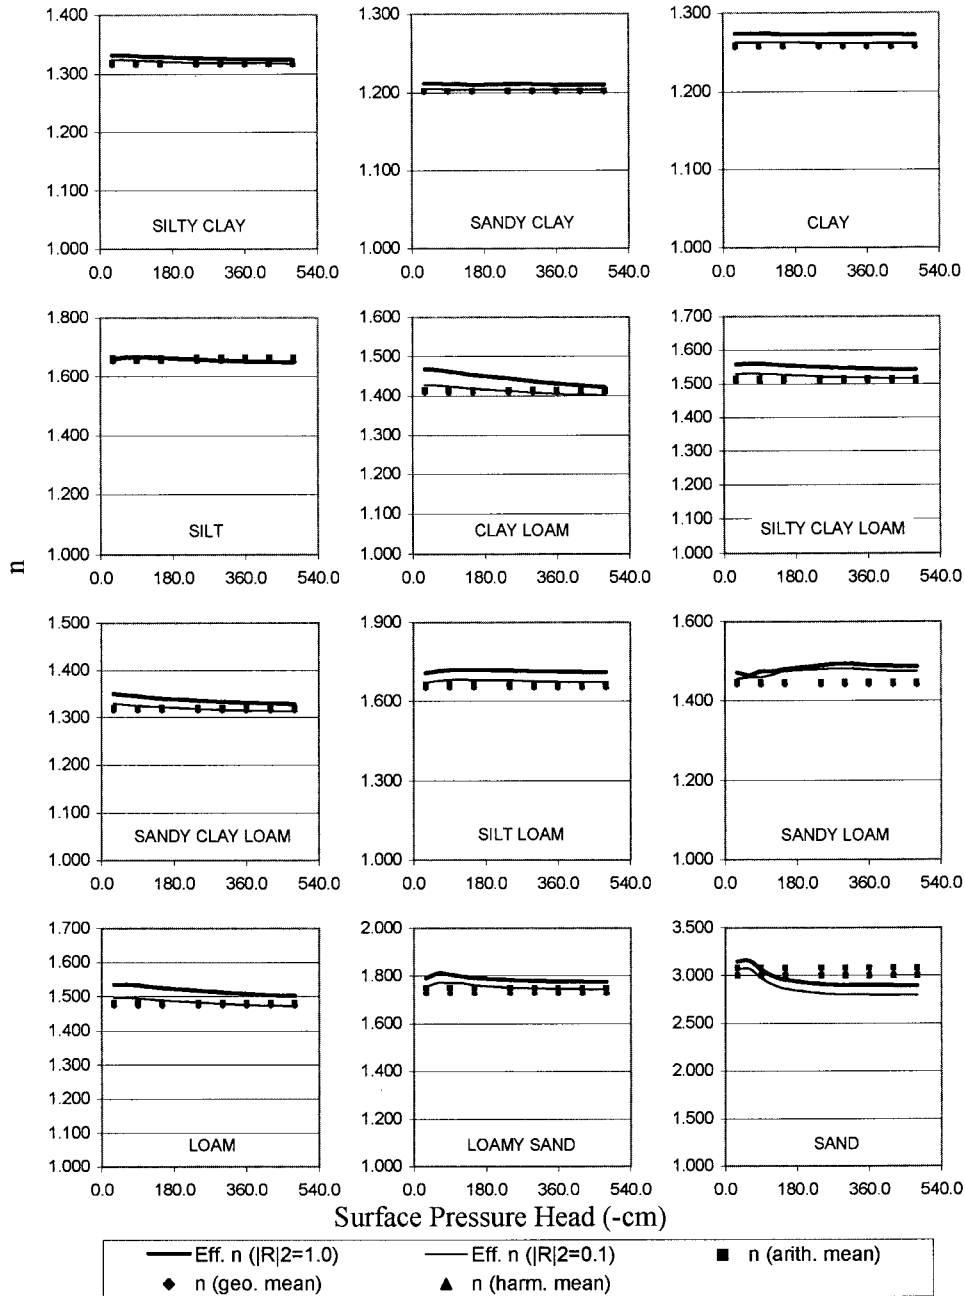 1.400
1.300
1.200
1.100
1.000
SILTY CLAY
0.0 180.0 360.0 540.0
1.300
1.200
1.100
1.000
SANDY CLAY
0.0 180.0 360.0 540.0
1.300
1.200
1.100
1.000
CLAY
0.0 180.0 360.0 540.0
1.800
1.600
1.400
1.200
1.000
SILT
0.0 180.0 360.0 540.0
1.600
1.500
1.400
1.300
1.200
1.100
1.000
CLAY LOAM
0.0 180.0 360.0 540.0
1.700
1.600
1.500
1.400
1.300
1.200
1.100
1.000
SILTY CLAY LOAM
0.0 180.0 360.0 540.0
n
1.500
1.400
1.300
1.200
1.100
1.000
SANDY CLAY LOAM
0.0 180.0 360.0 540.0
1.900
1.600
1.300
1.000
SILT LOAM
0.0 180.0 360.0 540.0
1.600
1.400
1.200
1.000
SANDY LOAM
0.0 180.0 360.0 540.0
1.700
1.600
1.500
1.400
1.300
1.200
1.100
1.000
LOAM
0.0 180.0 360.0 540.0
2.000
1.800
1.600
1.400
1.200
1.000
LOAMY SAND
0.0 180.0 360.0 540.0
3.500
3.000
2.500
2.000
1.500
1.000
SAND
0.0 180.0 360.0 540.0
Surface Pressure Head (-cm)
Eff. n (|R|2=1.0) Eff. n (|R|2=0.1) n (arith. mean)
n (geo. mean) n (harm. mean)